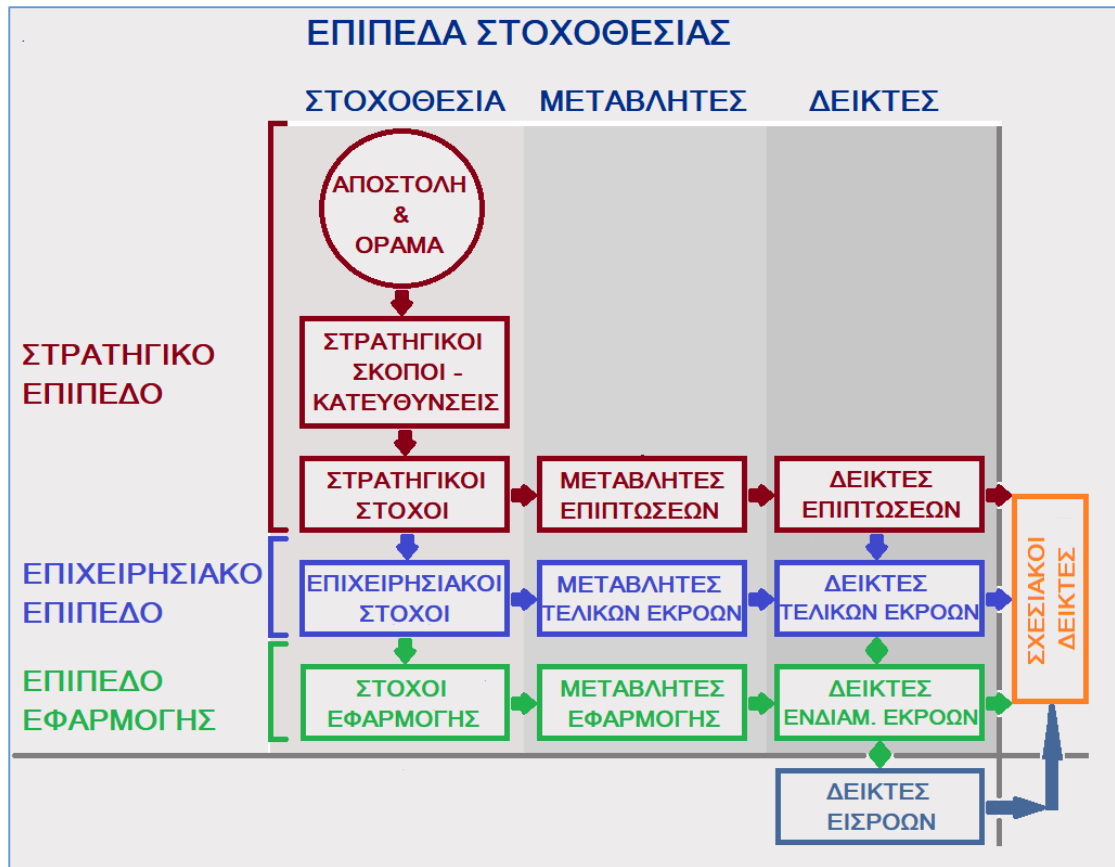 ΕΠΙΠΕΔΑ ΣΤΟΧΟΘΕΣΙΑΣ
ΣΤΟΧΟΘΕΣΙΑ
ΜΕΤΑΒΛΗΤΕΣ
ΔΕΙΚΤΕΣ
ΑΠΟΣΤΟΛΗ
&
ΟΡΑΜΑ
ΣΤΡΑΤΗΓΙΚΟ
ΕΠΙΠΕΔΟ
ΣΤΡΑΤΗΓΙΚΟΙ
ΣΚΟΠΟΙ -
ΚΑΤΕΥΘΥΝΣΕΙΣ
ΣΤΡΑΤΗΓΙΚΟΙ
ΣΤΟΧΟΙ
ΜΕΤΑΒΛΗΤΕΣ
ΕΠΙΠΤΩΣΕΩΝ
ΔΕΙΚΤΕΣ
ΕΠΙΠΤΩΣΕΩΝ
ΕΠΙΧΕΙΡΗΣΙΑΚΟ
ΕΠΙΠΕΔΟ
ΕΠΙΧΕΙΡΗΣΙΑΚΟΙ
ΣΤΟΧΟΙ
ΜΕΤΑΒΛΗΤΕΣ
ΤΕΛΙΚΩΝ ΕΚΡΟΩΝ
ΔΕΙΚΤΕΣ
ΤΕΛΙΚΩΝ ΕΚΡΟΩΝ
ΕΠΙΠΕΔΟ
ΕΦΑΡΜΟΓΗΣ
ΣΤΟΧΟΙ
ΕΦΑΡΜΟΓΗΣ
ΜΕΤΑΒΛΗΤΕΣ
ΕΦΑΡΜΟΓΗΣ
ΔΕΙΚΤΕΣ
ΕΝΔΙΑΜ. ΕΚΡΟΩΝ
ΣΧΕΣΙΑΚΟΙ
ΔΕΙΚΤΕΣ
ΔΕΙΚΤΕΣ
ΕΙΣΡΟΩΝ